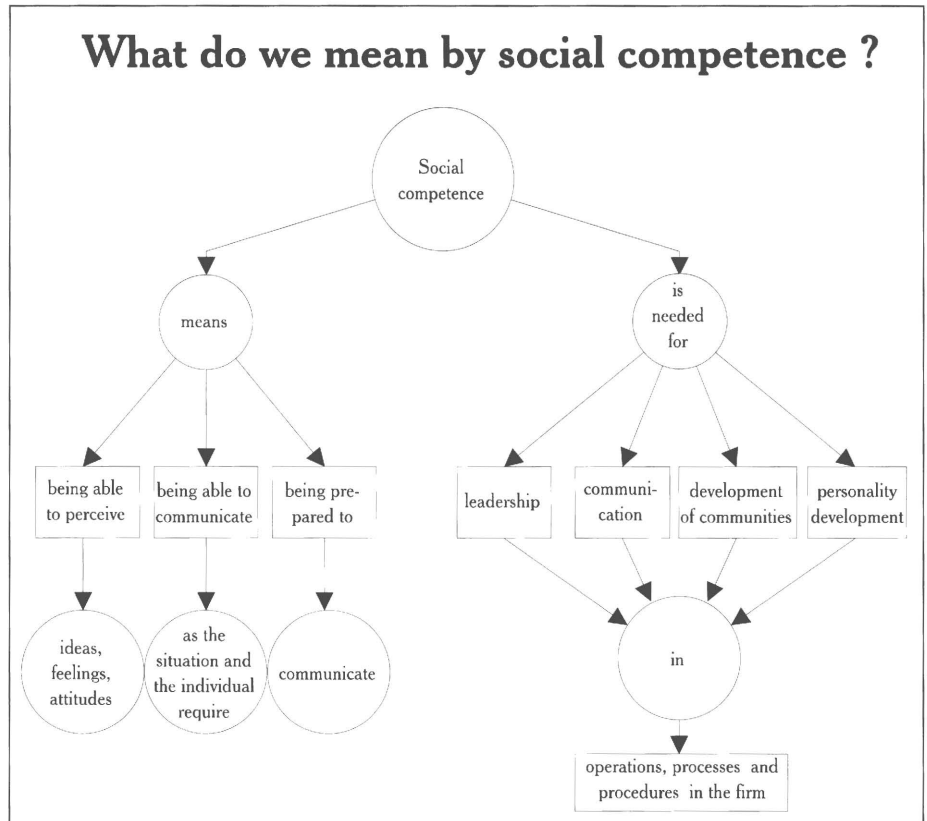 What do we mean by social competence ?
Social
competence
means
is
needed
for
being able
to perceive
being able to
communicate
being pre-
pared to
leadership
communi-
cation
development
of communities
personality
development
ideas,
feelings,
attitudes
as the
situation and
the individual
require
communicate
in
operations, processes and
procedures in the firm